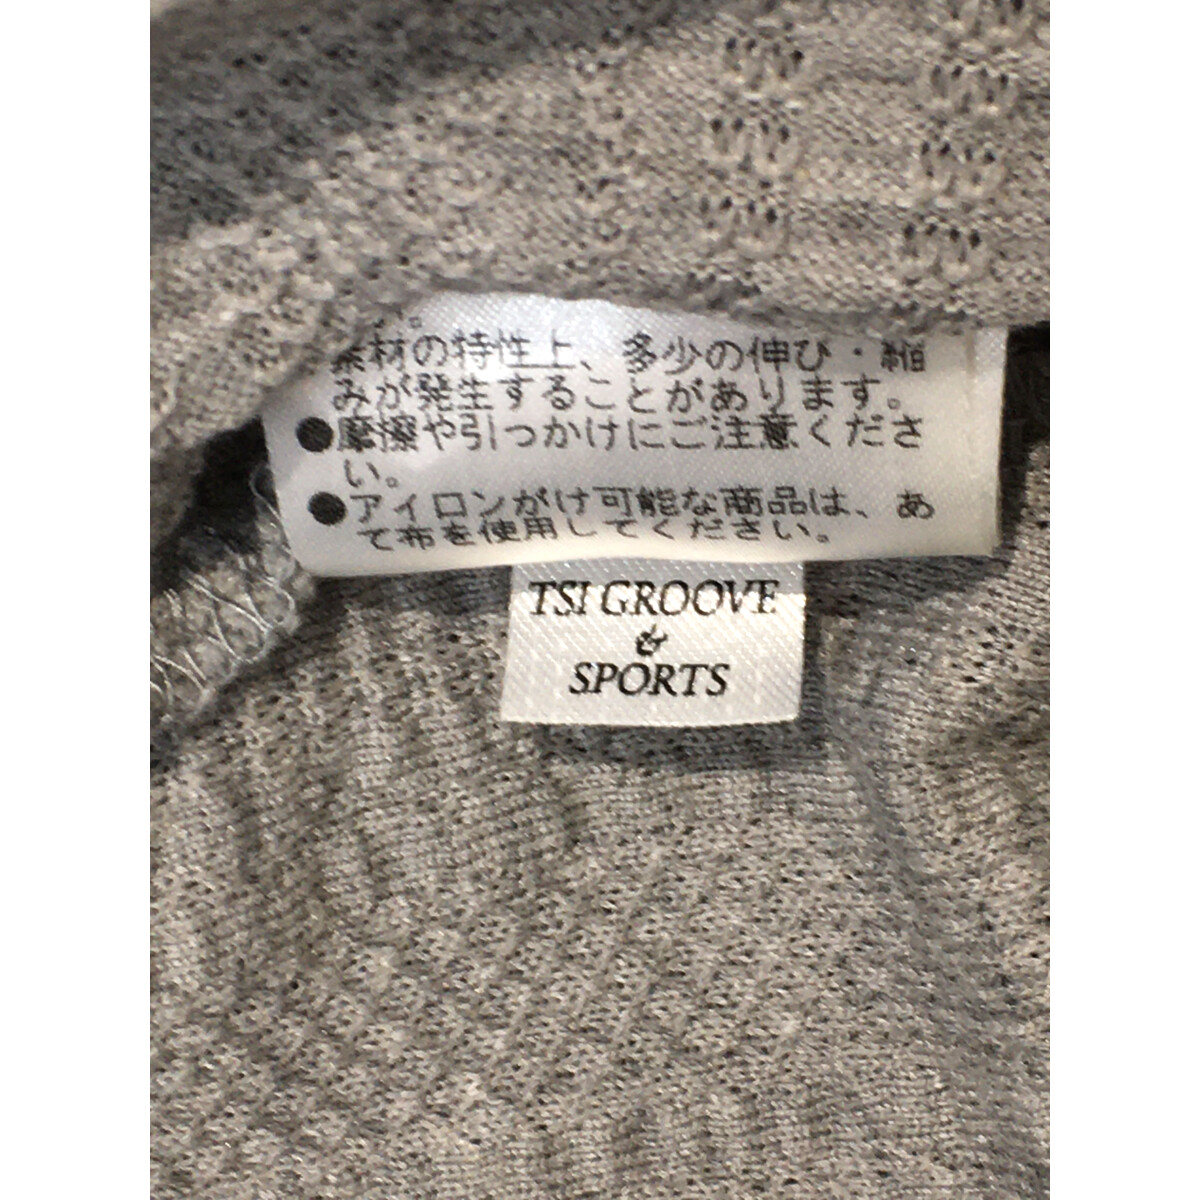 素材の特性上、多少の伸び・縮
みが発生することがあります。
●摩擦や引っかけにご注意くださ
い。
●アイロンがけ可能な商品は、あ
て布を使用してください。
TSI GROOVE
&
SPORTS